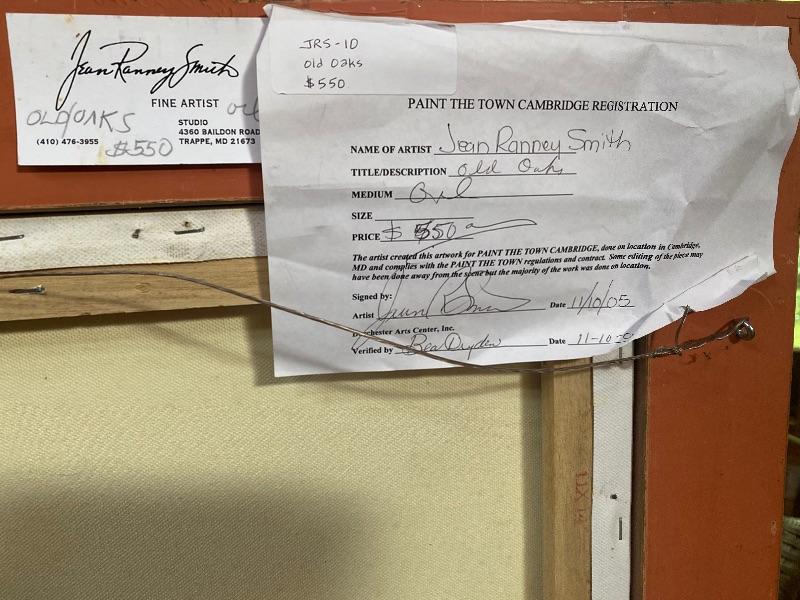 Jean Ranney Smith
FINE ARTIST
OLD/OAKS
STUDIO
4360 BAILDON ROAD
(410) 476-3955 $550 TRAPPE, MD 21673
JRS-10
old oaks
$550
PAINT THE TOWN CAMBRIDGE REGISTRATION
NAME OF ARTIST Jean Ranney Smith
TITLE/DESCRIPTION Old Oaks
MEDIUM Oil
SIZE
PRICE $ 550
The artist created this artwork for PAINT THE TOWN CAMBRIDGE, done on location in Cambridge,
MD and complies with the PAINT THE TOWN regulations and contract. Some editing of the piece may
have been done away from the scene but the majority of the work was done on location.
Signed by:
Artist Date 11/10/05
Dorchester Arts Center, Inc.
Verified by Bea Dryden Date 11-10-